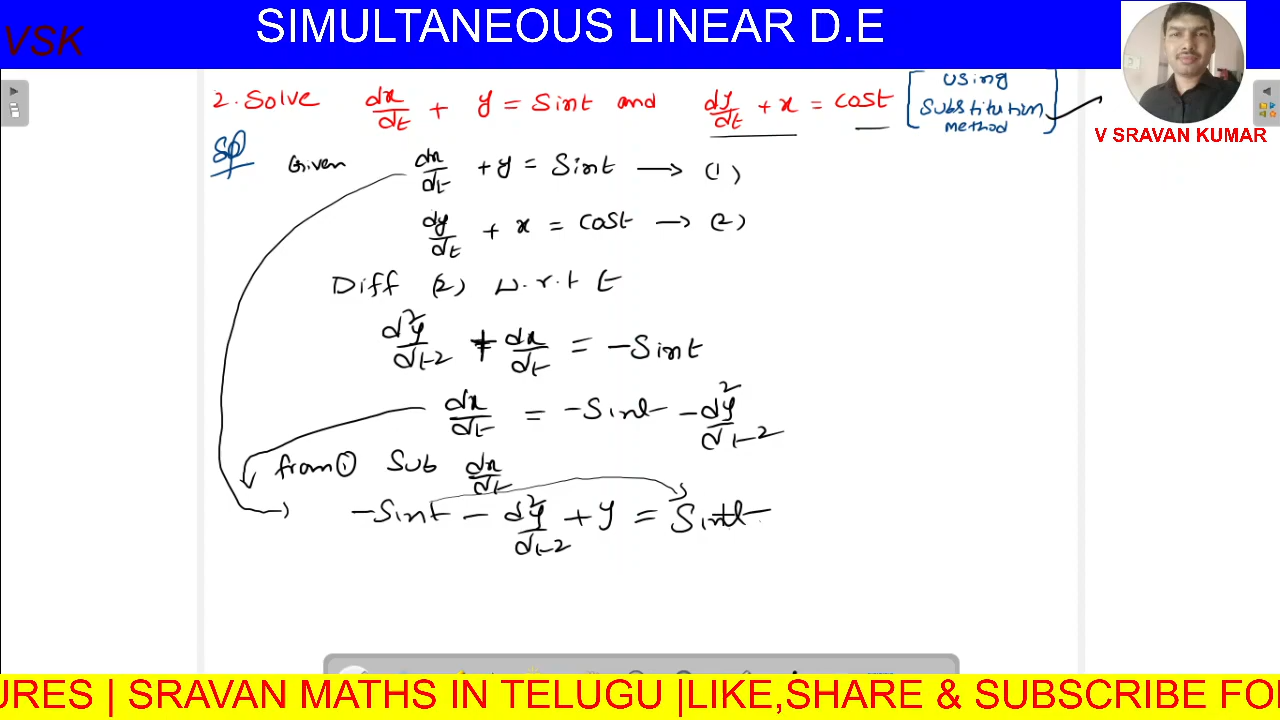 SIMULTANEOUS LINEAR D.E
VSK
2. Solve dx/dt + y = Sint and dy/dt + x = cost [Using Substitution method]
V SRAVAN KUMAR
Sol Given dx/dt + y = Sint → (1)
dy/dt + x = cost → (2)
Diff (2) w.r.t t
d²y/dt2 + dx/dt = -Sint
dx/dt = -Sint - d²y/dt2
from ① Sub dx/dt
-Sint - d²y/dt2 + y = Sint
URES | SRAVAN MATHS IN TELUGU |LIKE,SHARE & SUBSCRIBE FO